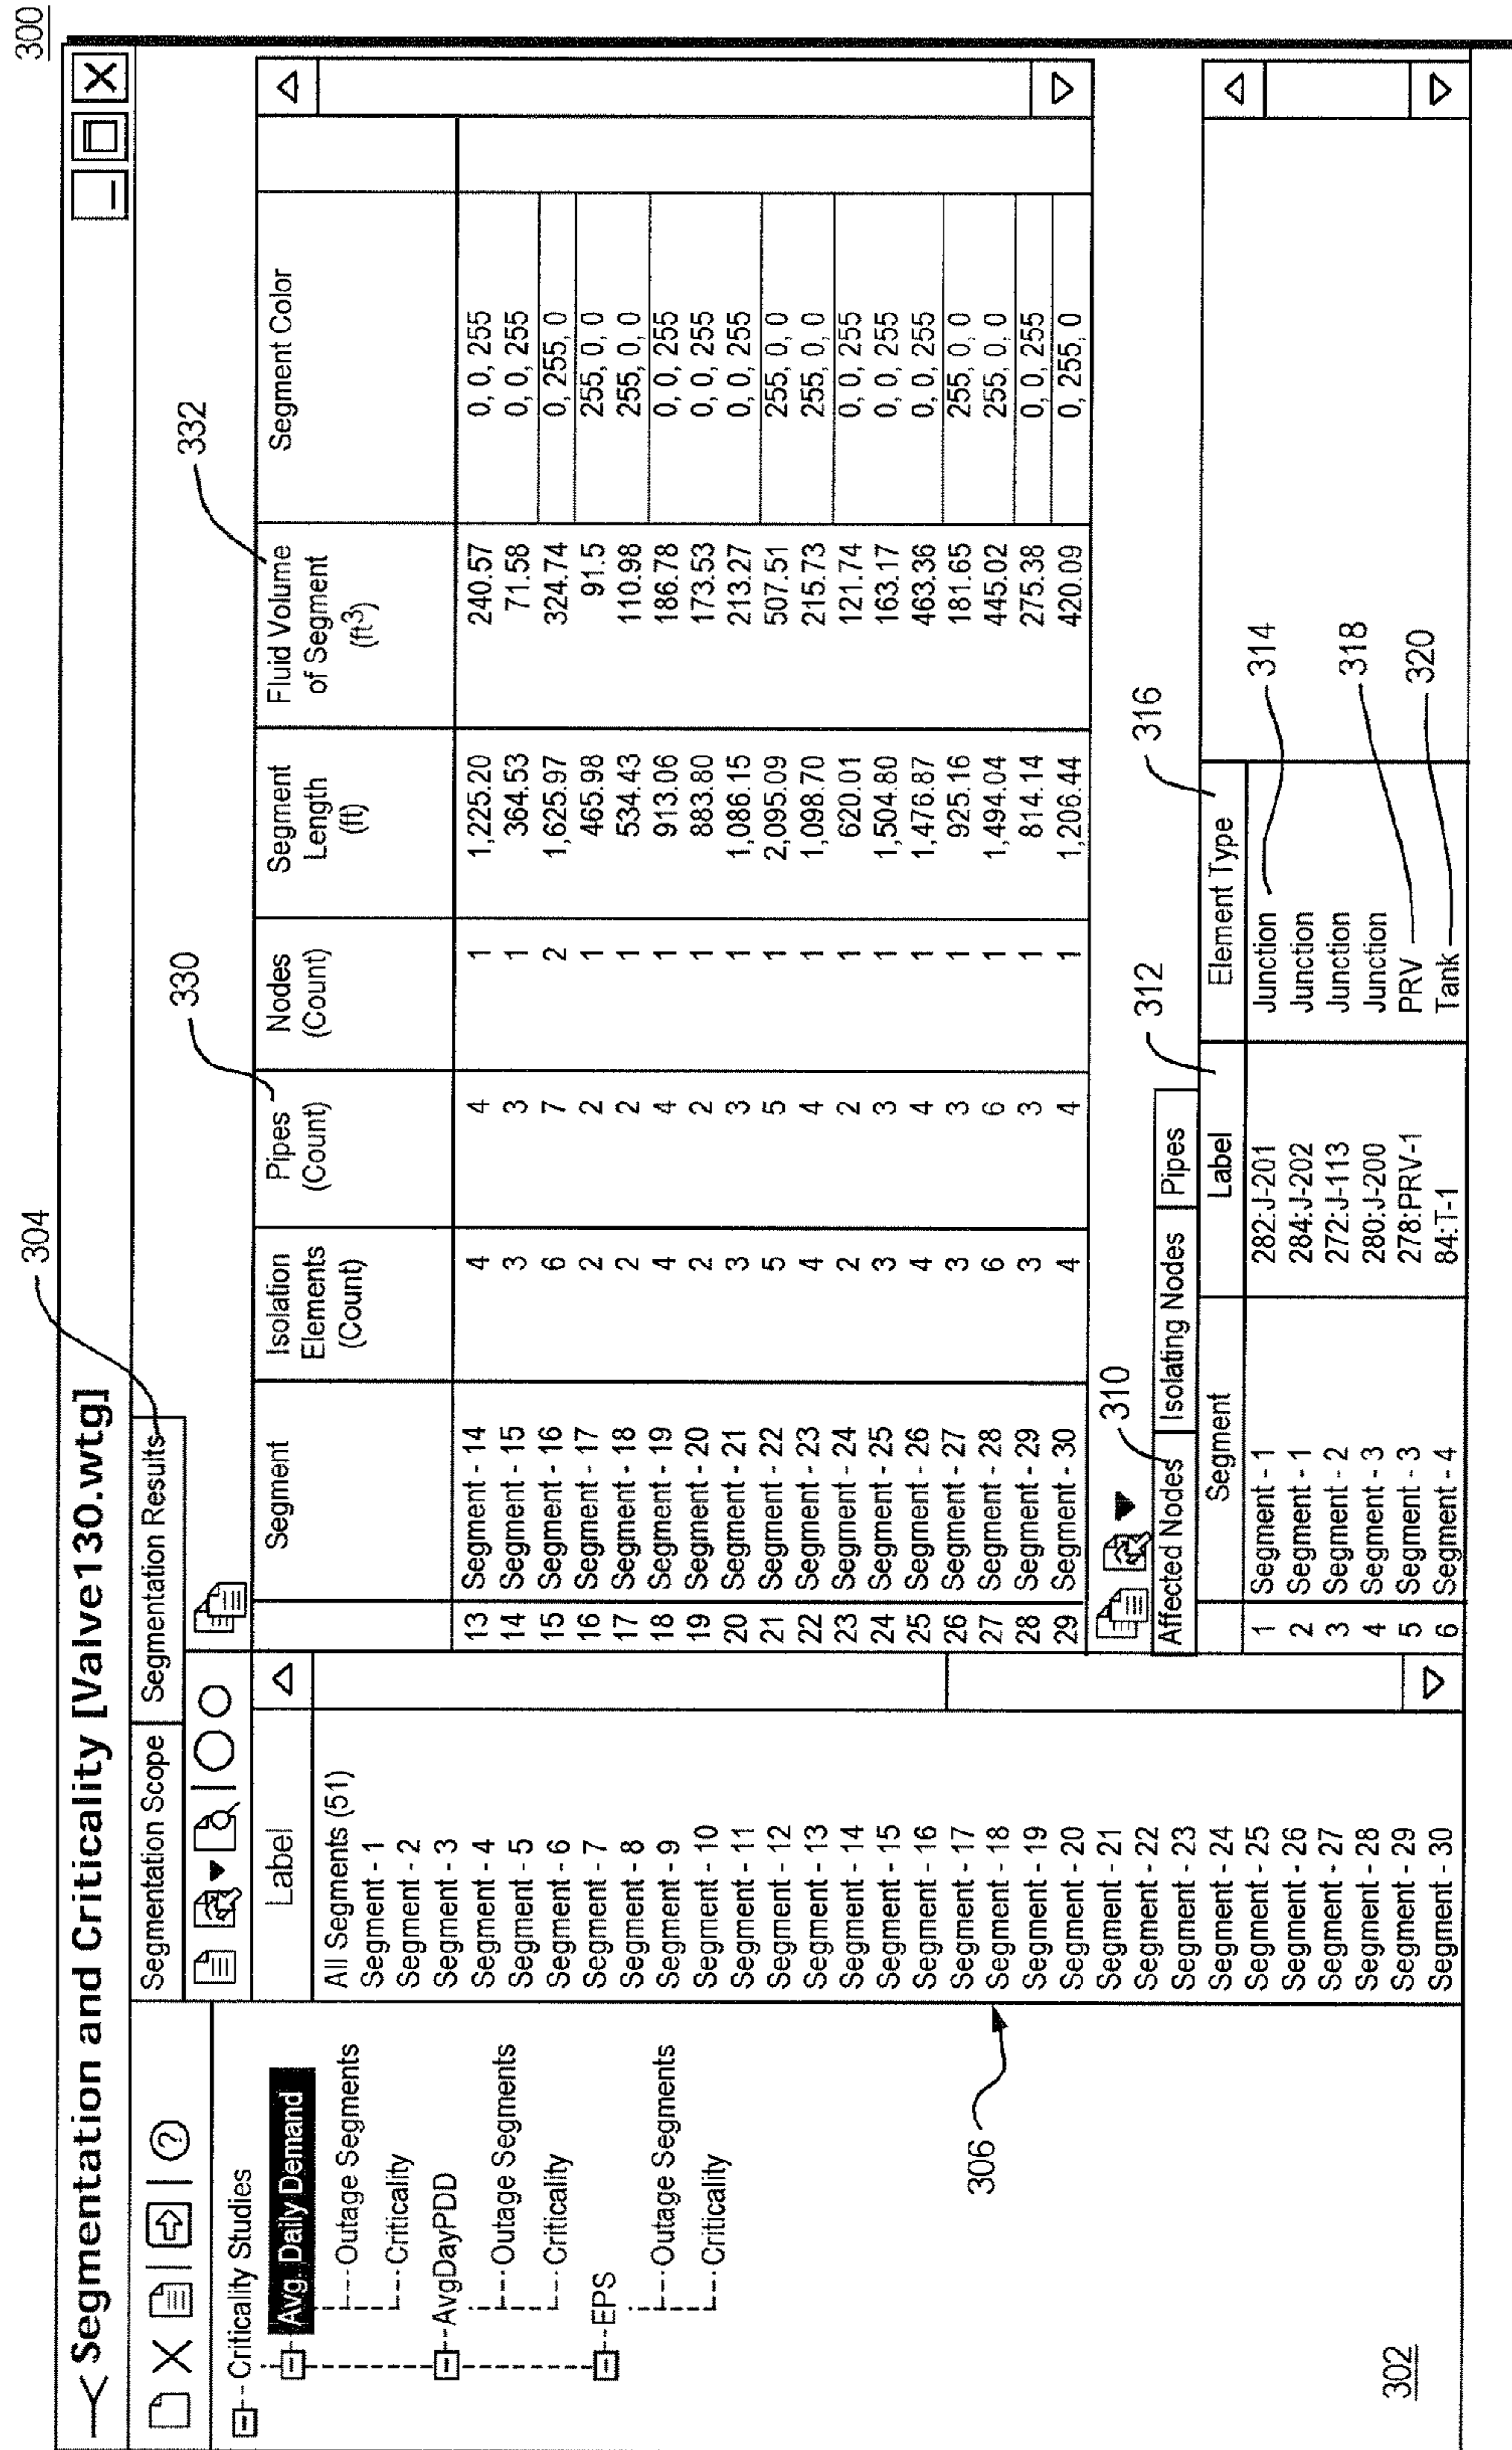 300
Segmentation and Criticality [Valve130.wtg]
304
Segmentation Scope Segmentation Results
Criticality Studies
Avg. Daily Demand
Outage Segments
Criticality
AvgDayPDD
Outage Segments
Criticality
EPS
Outage Segments
Criticality
302
306
Label
All Segments (51)
Segment - 1
Segment - 2
Segment - 3
Segment - 4
Segment - 5
Segment - 6
Segment - 7
Segment - 8
Segment - 9
Segment - 10
Segment - 11
Segment - 12
Segment - 13
Segment - 14
Segment - 15
Segment - 16
Segment - 17
Segment - 18
Segment - 19
Segment - 20
Segment - 21
Segment - 22
Segment - 23
Segment - 24
Segment - 25
Segment - 26
Segment - 27
Segment - 28
Segment - 29
Segment - 30
330
332
Segment Isolation Elements (Count) Pipes (Count) Nodes (Count) Segment Length (ft) Fluid Volume of Segment (ft3) Segment Color
13 Segment - 14 4 4 1 1,225.20 240.57 0, 0, 255
14 Segment - 15 3 3 1 364.53 71.58 0, 0, 255
15 Segment - 16 6 7 2 1,625.97 324.74 0, 255, 0
16 Segment - 17 2 2 1 465.98 91.5 255, 0, 0
17 Segment - 18 2 2 1 534.43 110.98 255, 0, 0
18 Segment - 19 4 4 1 913.06 186.78 0, 0, 255
19 Segment - 20 2 2 1 883.80 173.53 0, 0, 255
20 Segment - 21 3 3 1 1,086.15 213.27 0, 0, 255
21 Segment - 22 5 5 1 2,095.09 507.51 255, 0, 0
22 Segment - 23 4 4 1 1,098.70 215.73 255, 0, 0
23 Segment - 24 2 2 1 620.01 121.74 0, 0, 255
24 Segment - 25 3 3 1 1,504.80 163.17 0, 0, 255
25 Segment - 26 4 4 1 1,476.87 463.36 0, 0, 255
26 Segment - 27 3 3 1 925.16 181.65 255, 0, 0
27 Segment - 28 6 6 1 1,494.04 445.02 255, 0, 0
28 Segment - 29 3 3 1 814.14 275.38 0, 0, 255
29 Segment - 30 4 4 1 1,206.44 420.09 0, 255, 0
310
312
316
Affected Nodes Isolating Nodes Pipes
Segment Label Element Type
1 Segment - 1 282:J-201 Junction 314
2 Segment - 1 284:J-202 Junction
3 Segment - 2 272:J-113 Junction
4 Segment - 3 280:J-200 Junction
5 Segment - 3 278:PRV-1 PRV 318
6 Segment - 4 84:T-1 Tank 320